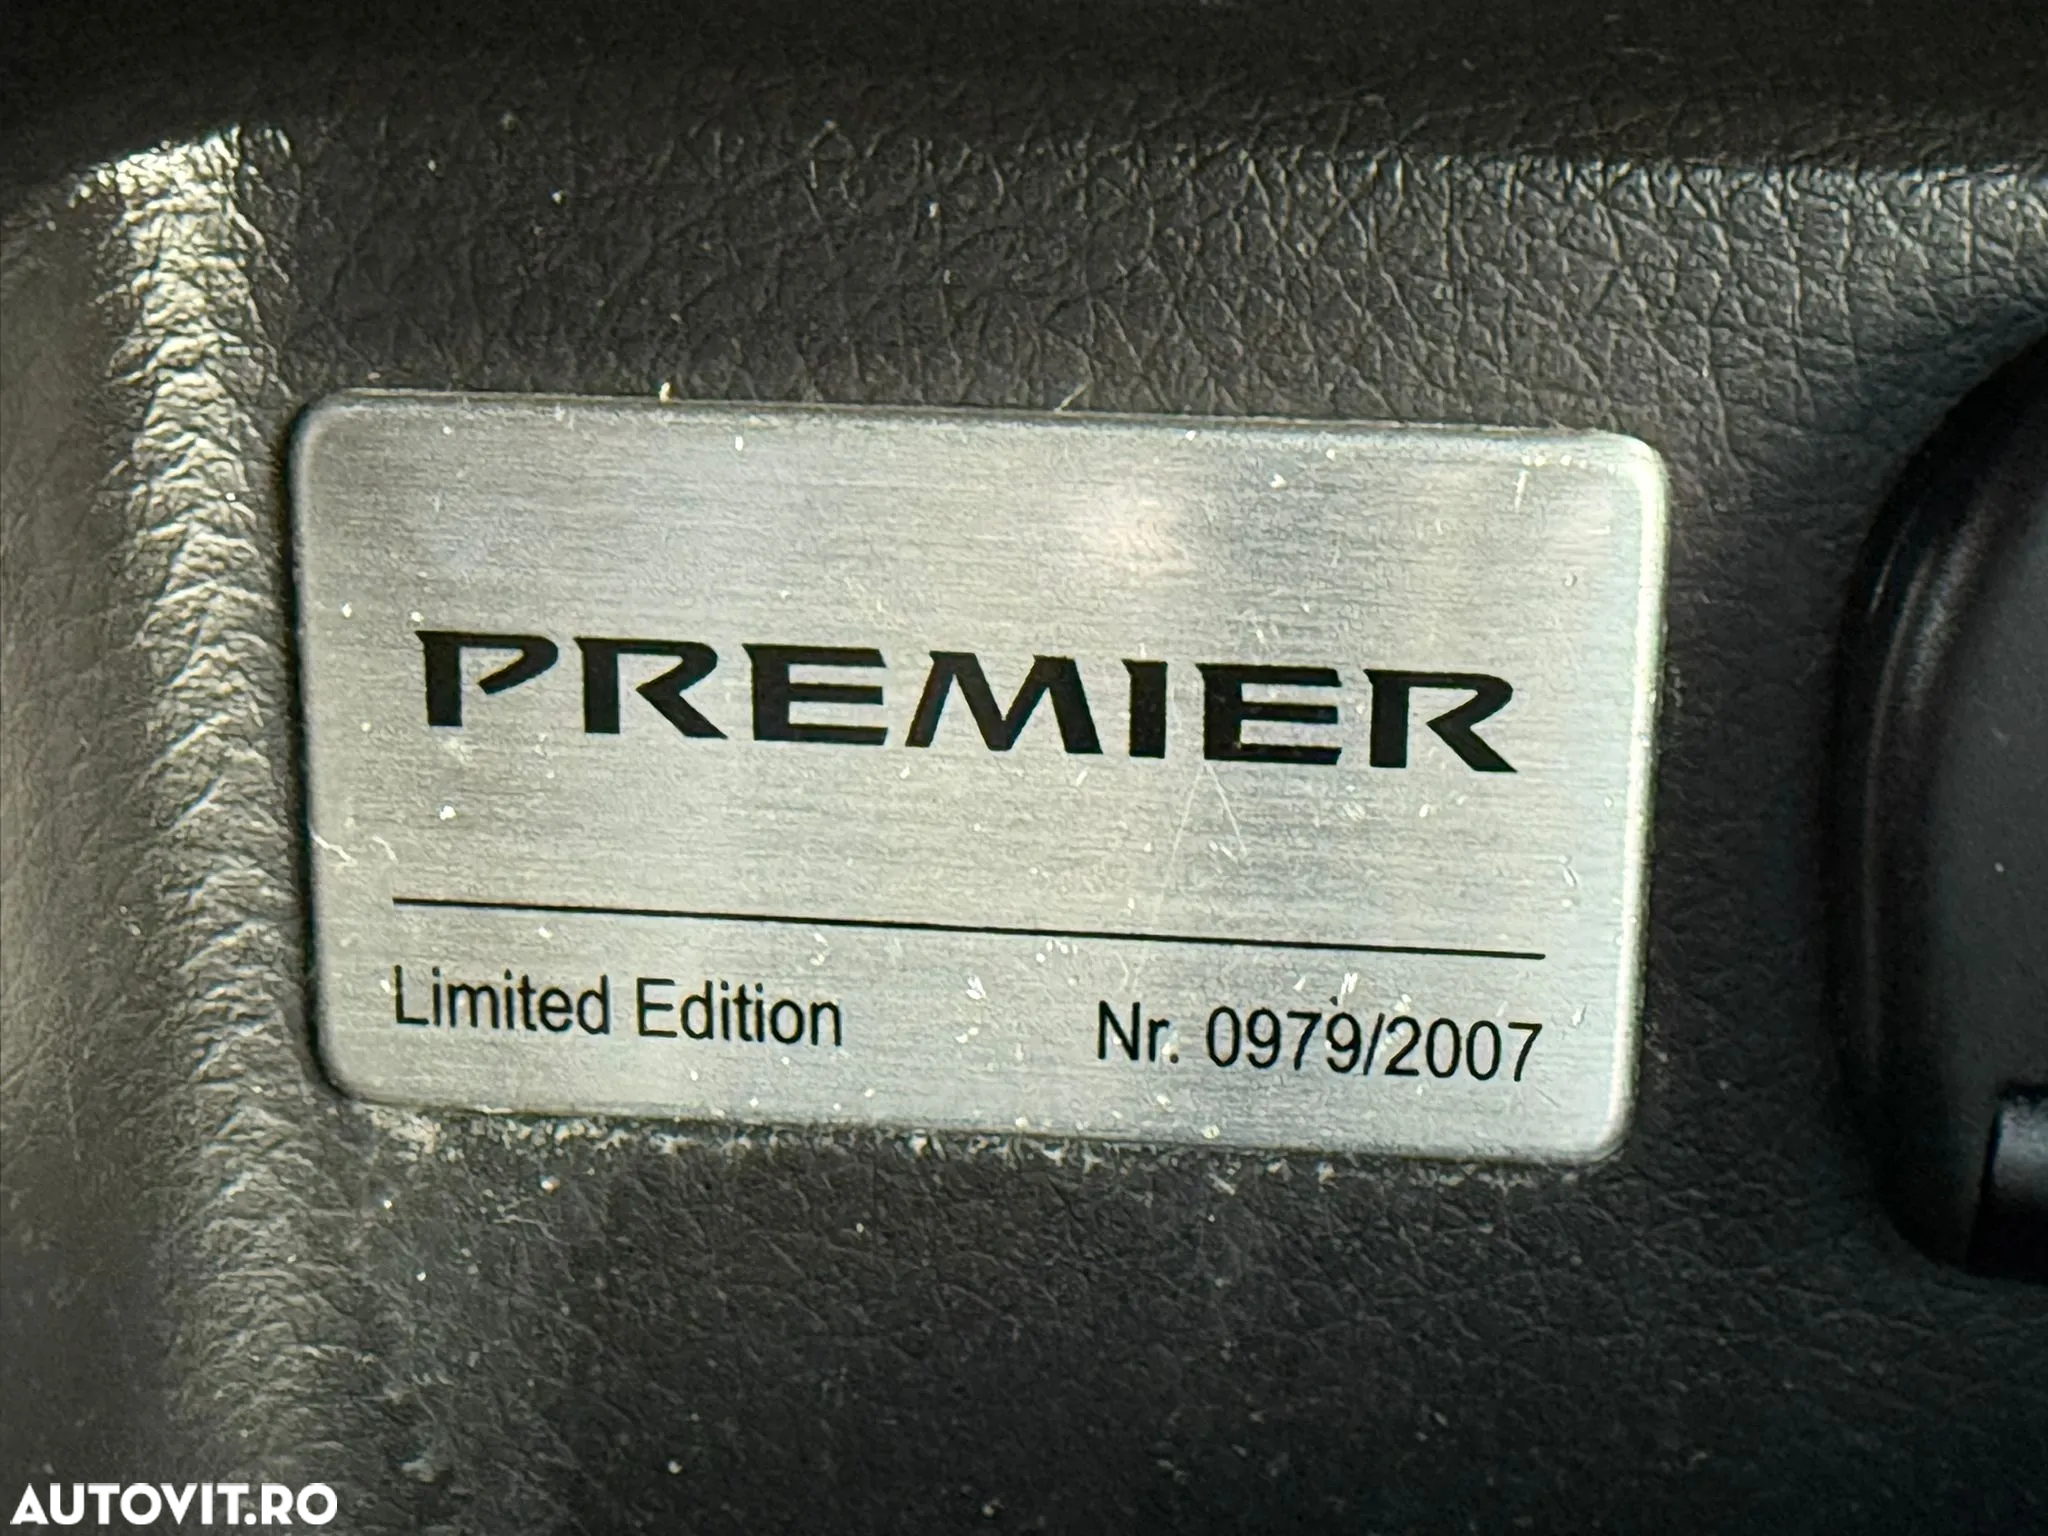 PREMIER
Limited Edition Nr. 0979/2007
AUTOVIT.RO